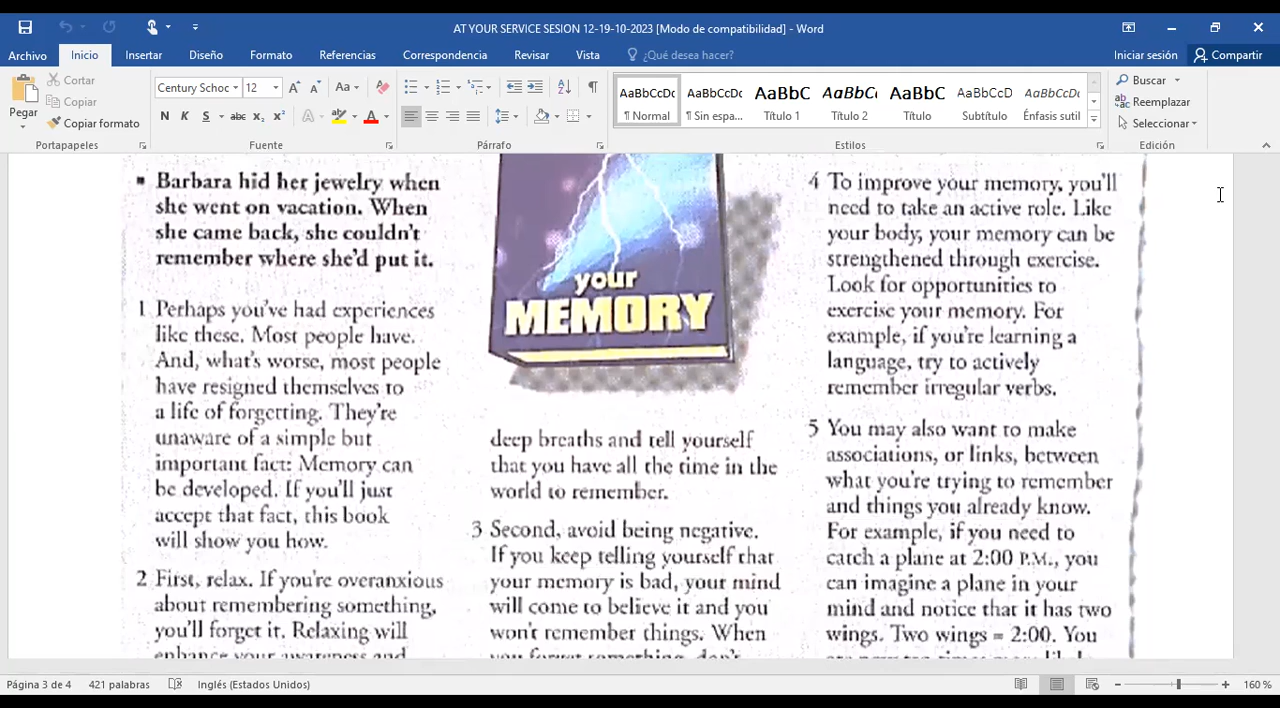 AT YOUR SERVICE SESION 12-19-10-2023 [Modo de compatibilidad] - Word
Archivo Inicio Insertar Diseño Formato Referencias Correspondencia Revisar Vista ¿Qué desea hacer? Iniciar sesión Compartir
Pegar
Cortar
Copiar
Copiar formato
Portapapeles
Century Schoc 12
Aa
N K S abc x₂ x² A A
Fuente
Párrafo
AaBbCcDc AaBbCcDc AaBbC AaBbCc AaBbC AaBbCcD AaBbCcDc
¶ Normal ¶ Sin espa... Título 1 Título 2 Título Subtítulo Énfasis sutil
Estilos
Buscar
Reemplazar
Seleccionar
Edición
▪ Barbara hid her jewelry when
she went on vacation. When
she came back, she couldn't
remember where she'd put it.
1 Perhaps you've had experiences
like these. Most people have.
And, what's worse, most people
have resigned themselves to
a life of forgetting. They're
unaware of a simple but
important fact: Memory can
be developed. If you'll just
accept that fact, this book
will show you how.
2 First, relax. If you're overanxious
about remembering something,
you'll forget it. Relaxing will
enhance your awareness and
your
MEMORY
deep breaths and tell yourself
that you have all the time in the
world to remember.
3 Second, avoid being negative.
If you keep telling yourself that
your memory is bad, your mind
will come to believe it and you
won't remember things. When
you forget something, don't
4 To improve your memory, you'll
need to take an active role. Like
your body, your memory can be
strengthened through exercise.
Look for opportunities to
exercise your memory. For
example, if you're learning a
language, try to actively
remember irregular verbs.
5 You may also want to make
associations, or links, between
what you're trying to remember
and things you already know.
For example, if you need to
catch a plane at 2:00 P.M., you
can imagine a plane in your
mind and notice that it has two
wings. Two wings = 2:00. You
Página 3 de 4 421 palabras Inglés (Estados Unidos) 160 %